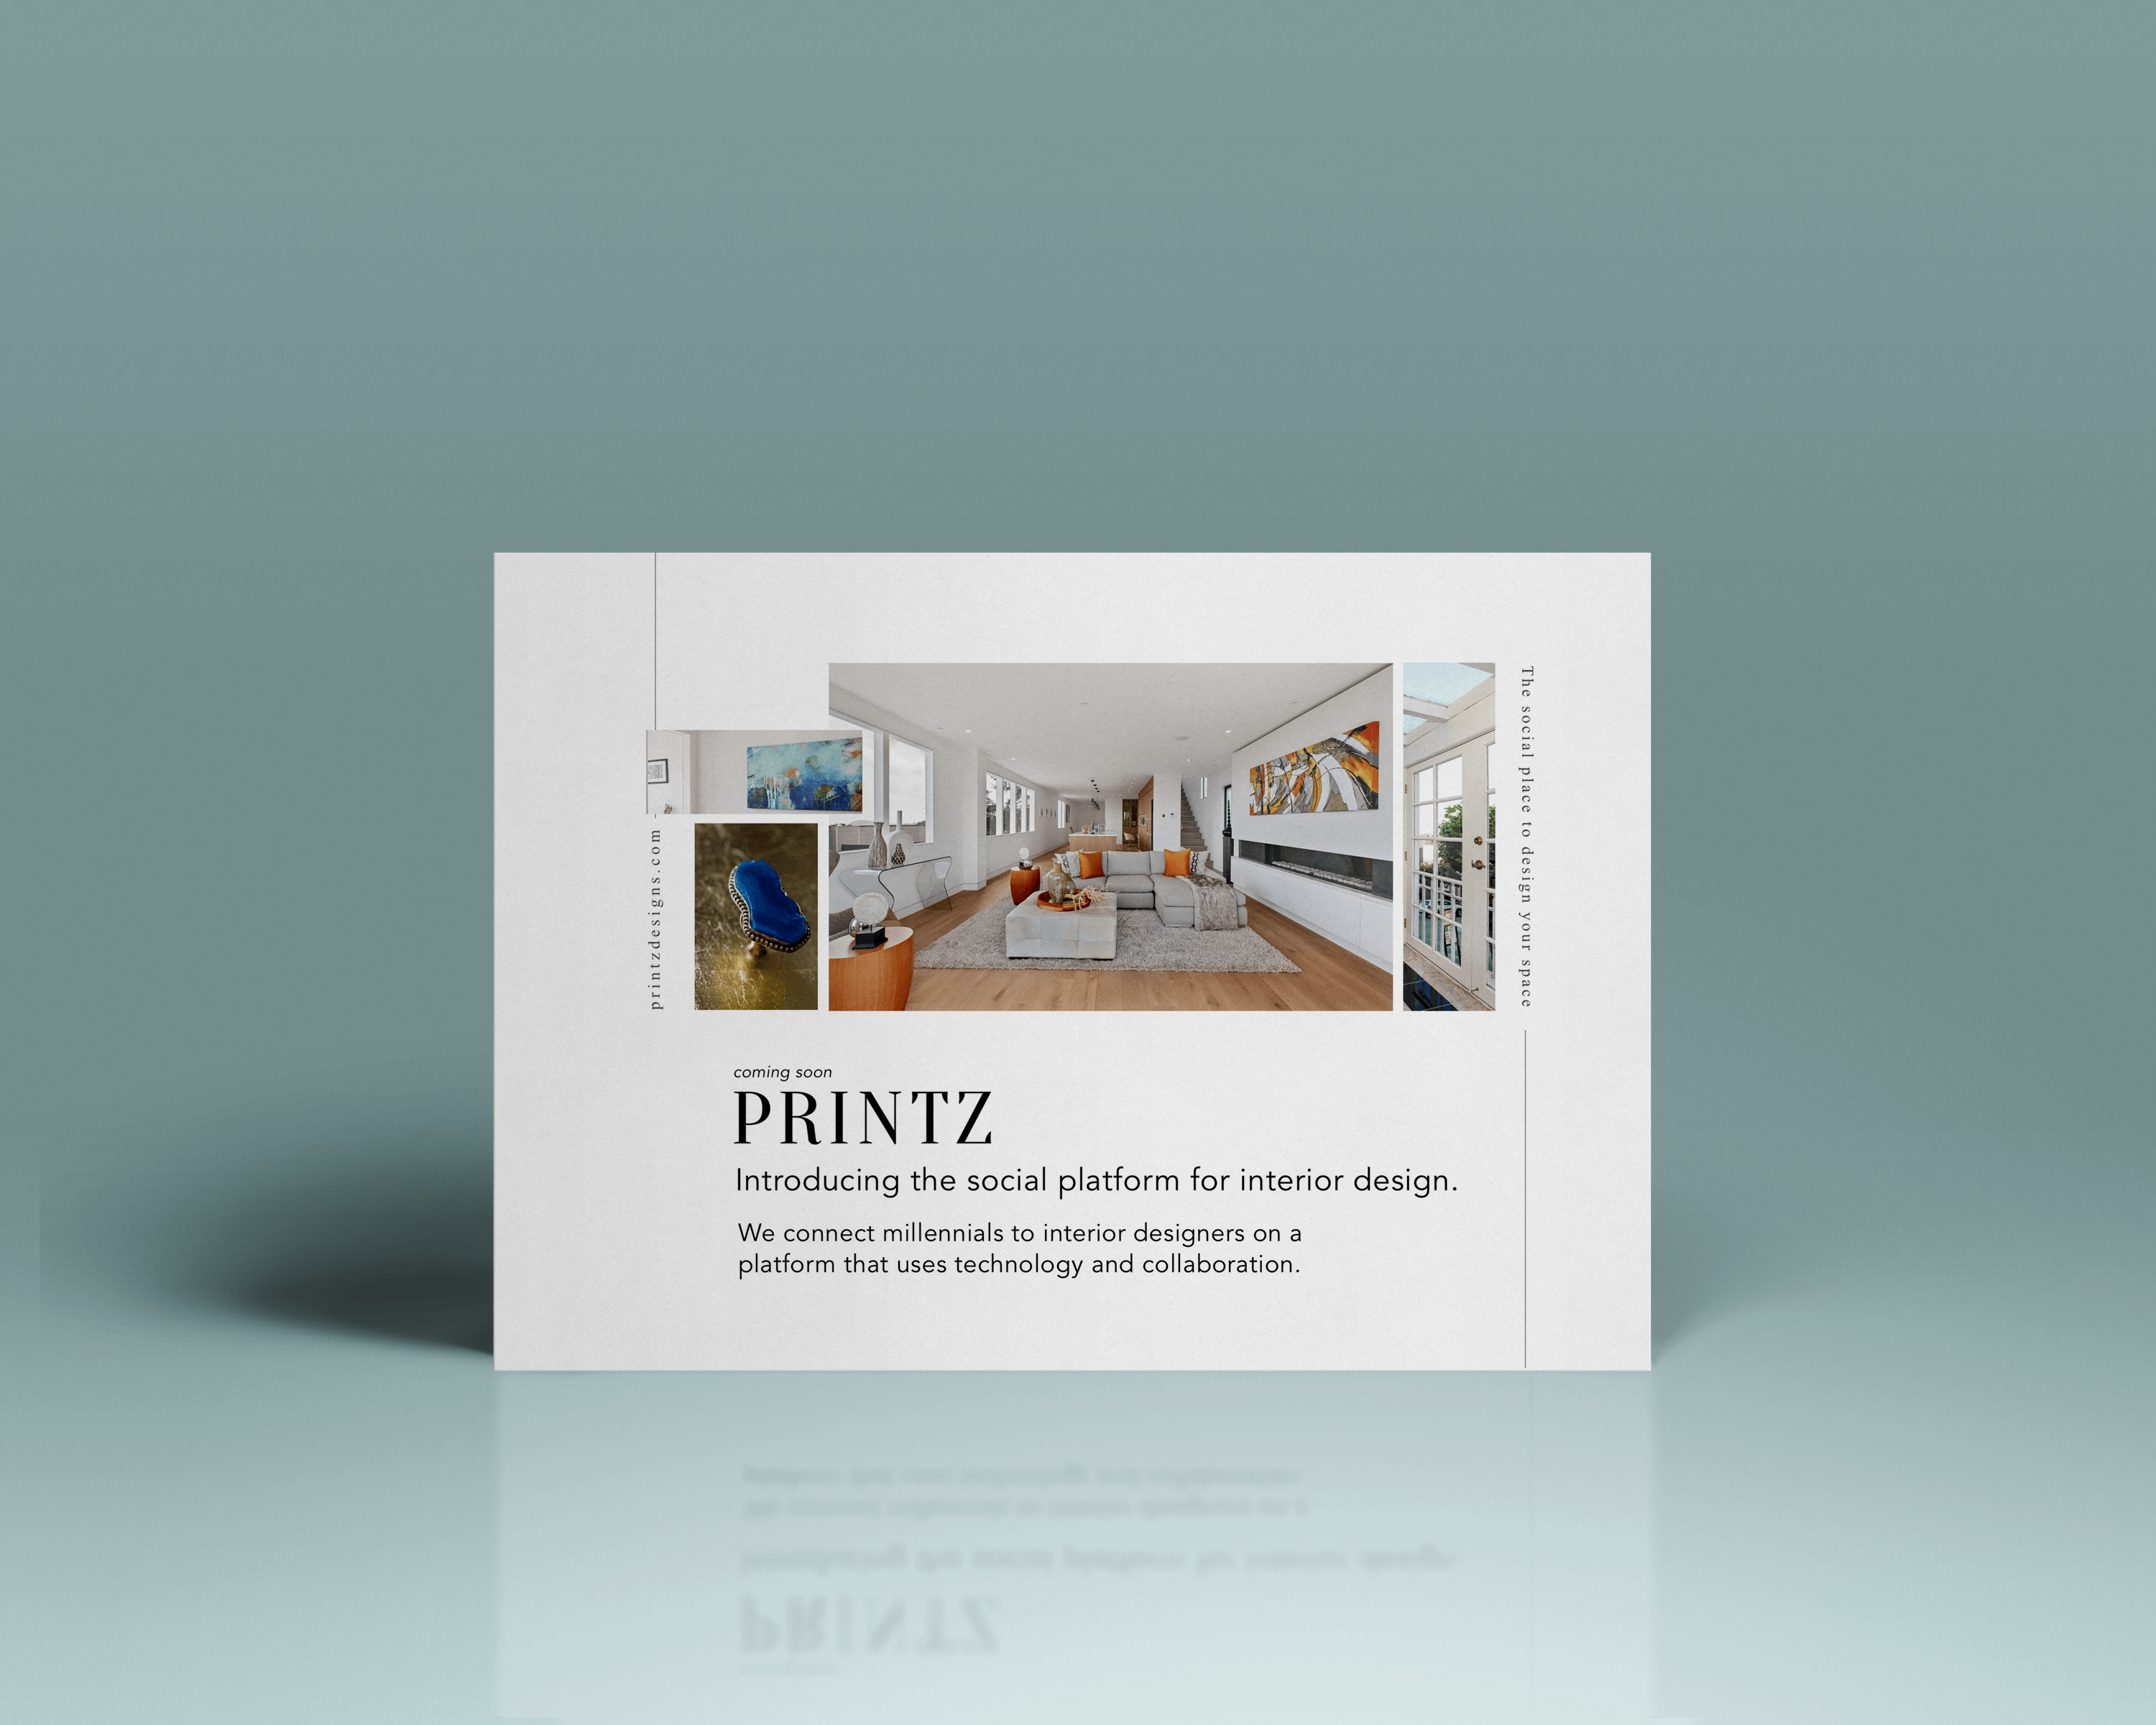 The social place to design your space
printzdesigns.com
coming soon
PRINTZ
Introducing the social platform for interior design.
We connect millennials to interior designers on a
platform that uses technology and collaboration.